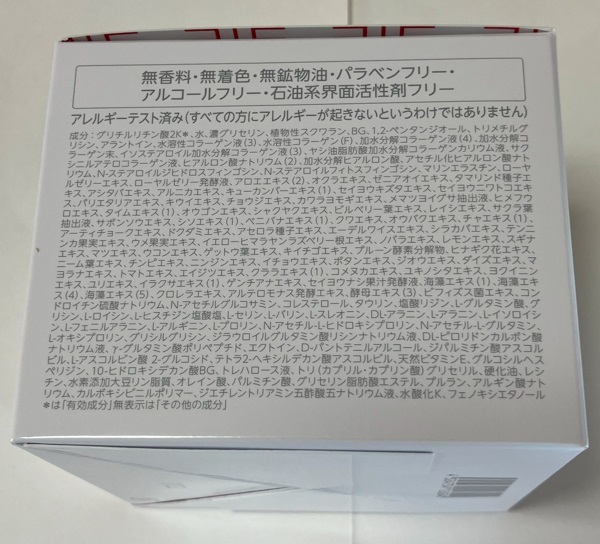 無香料・無着色・無鉱物油・パラベンフリー・
アルコールフリー・石油系界面活性剤フリー
アレルギーテスト済み(すべての方にアレルギーが起きないというわけではありません)
成分：グリチルリチン酸2K*、水、濃グリセリン、植物性スクワラン、BG、1,2-ペンタンジオール、トリメチルグリ
シン、アラントイン、水溶性コラーゲン液(3)、水溶性コラーゲン(F)、加水分解コラーゲン液(4)、加水分解コ
ラーゲン末、イソステアロイル加水分解コラーゲン液(3)、ヤシ油脂肪酸加水分解コラーゲンカリウム液、サク
シニルアテロコラーゲン液、ヒアルロン酸ナトリウム(2)、加水分解ヒアルロン酸、アセチル化ヒアルロン酸ナト
リウム、N-ステアロイルジヒドロスフィンゴシン、N-ステアロイルフィトスフィンゴシン、マリンエラスチン、ロー
ヤルゼリーエキス、ローヤルゼリー発酵液、アロエエキス(2)、オクラエキス、ゼニアオイエキス、タマリンド種子エ
キス、アシタバエキス、アルニカエキス、キューカンバーエキス(1)、セイヨウキズタエキス、セイヨウニワトコエ
キス、パリエタリアエキス、キウイエキス、チョウジエキス、カワラヨモギエキス、メマツヨイグサ抽出液、ヒメフウ
ロエキス、タイムエキス(1)、オウゴンエキス、シャクヤクエキス、ビルベリー葉エキス、レイシエキス、サクラ葉
抽出液、サボンソウエキス、シソエキス(1)、ベニバナエキス(1)、クワエキス、オウバクエキス、チャエキス(1)、
アーティチョークエキス、ドクダミエキス、アセロラ種子エキス、エーデルワイスエキス、シラカバエキス、テンニン
カ果実エキス、ウメ果実エキス、イエローヒマラヤンラズベリー根エキス、ノバラエキス、レモンエキス、スギナ
エキス、マツエキス、ウコンエキス、ゲットウ葉エキス、キイチゴエキス、プルーン酵素分解物、ヒナギク花エキス、
ニーム葉エキス、チンピエキス、ニンジンエキス、イチョウエキス、ボタンエキス、ジオウエキス、ダイズエキス、マ
ヨラナエキス、トマトエキス、エイジツエキス、クララエキス(1)、コメヌカエキス、ユキノシタエキス、ヨクイニン
エキス、ユリエキス、イラクサエキス(1)、ゲンチアナエキス、セイヨウナシ果汁発酵液、海藻エキス(1)、海藻エ
キス(4)、海藻エキス(5)、クロレラエキス、アルテロモナス発酵エキス、酵母エキス(3)、ビフィズス菌エキス、コン
ドロイチン硫酸ナトリウム、N-アセチルグルコサミン、コレステロール、タウリン、塩酸リジン、L-グルタミン酸、グ
リシン、L-ロイシン、L-ヒスチジン塩酸塩、L-セリン、L-バリン、L-スレオニン、DL-アラニン、L-アラニン、L-イソロイシ
ン、L-フェニルアラニン、L-アルギニン、L-プロリン、N-アセチル-L-ヒドロキシプロリン、N-アセチル-L-グルタミン、
L-オキシプロリン、グリシルグリシン、ジラウロイルグルタミン酸リシンナトリウム液、DL-ピロリドンカルボン酸
ナトリウム液、γ-グルタミン酸ポリペプチド、エクトイン、D-パントテニルアルコール、ジパルミチン酸アスコルビ
ル、L-アスコルビン酸 2-グルコシド、テトラ2-ヘキシルデカン酸アスコルビル、天然ビタミンE、グルコシルヘス
ペリジン、10-ヒドロキシデカン酸BG、トレハロース液、トリ(カプリル・カプリン酸)グリセリル、硬化油、レシ
チン、水素添加大豆リン脂質、オレイン酸、パルミチン酸、グリセリン脂肪酸エステル、プルラン、アルギン酸ナト
リウム、カルボキシビニルポリマー、ジエチレントリアミン五酢酸五ナトリウム液、水酸化K、フェノキシエタノール
*は「有効成分」無表示は「その他の成分」